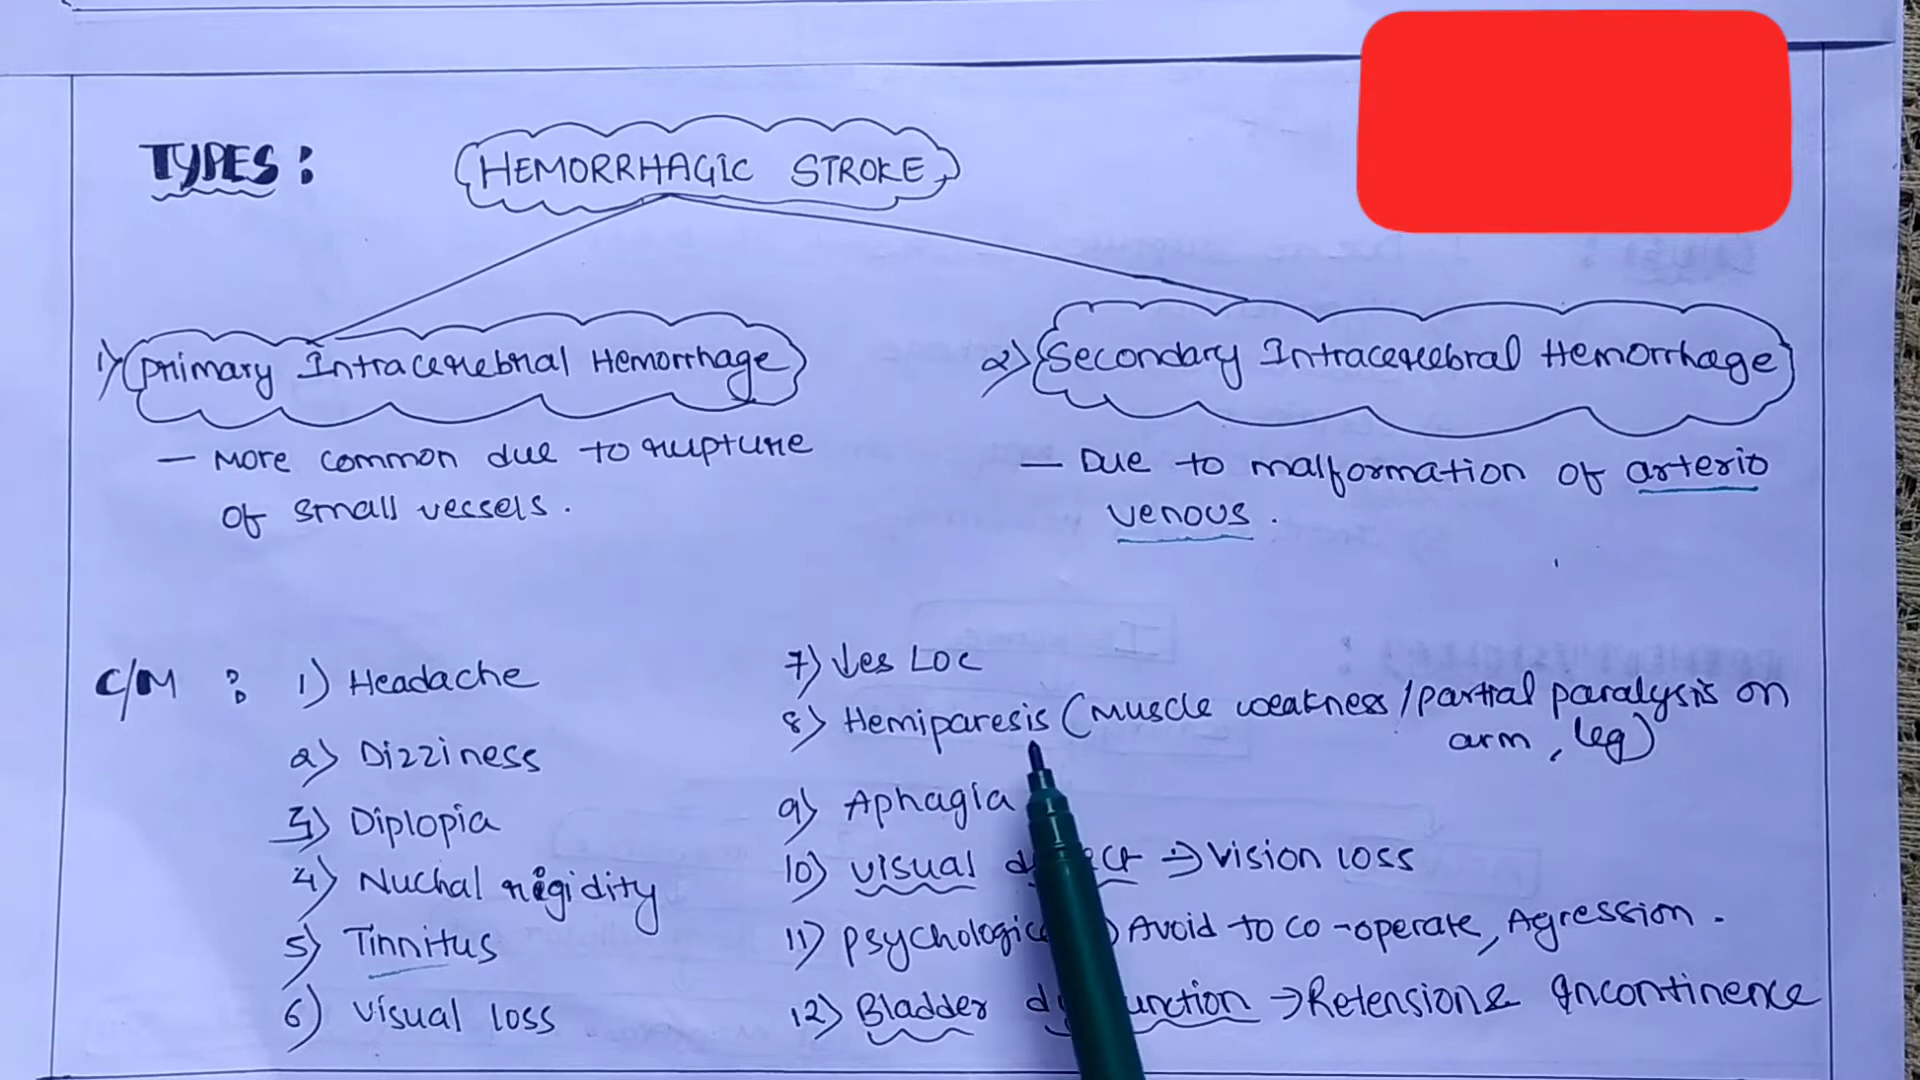 TYPES :
HEMORRHAGIC STROKE
1) Primary Intracerebral Hemorrhage
— More common due to rupture
of small vessels.
2) Secondary Intracerebral Hemorrhage
— Due to malformation of arterio
venous.
C/M :
1) Headache
2) Dizziness
3) Diplopia
4) Nuchal rigidity
5) Tinnitus
6) Visual loss
7) ↓es LOC
8) Hemiparesis (Muscle weakness/partial paralysis on
arm, leg)
9) Aphagia
10) visual → Vision loss
11) Avoid to co-operate, Agression.
12) Bladder → Retension & Incontinence